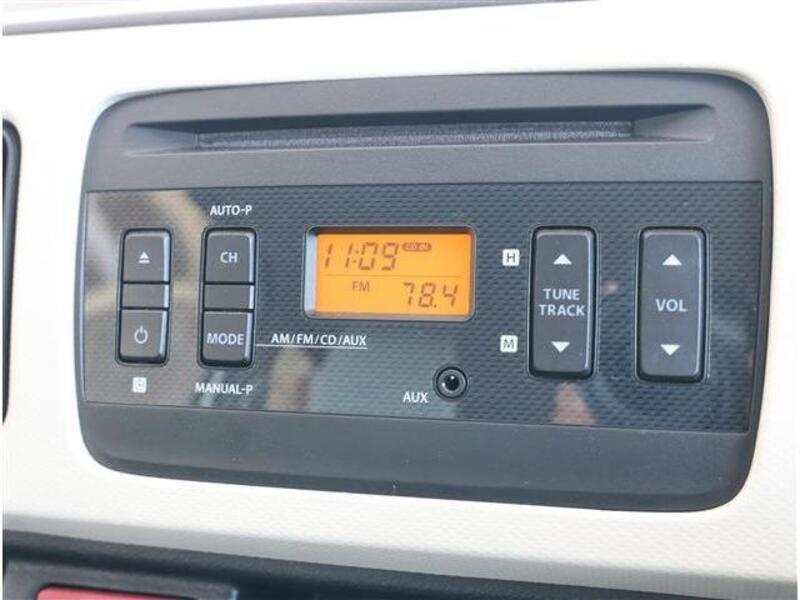 AUTO-P
CH
MODE
MANUAL-P
AM/FM/CD/AUX
11:09 CD IN
FM 78.4
AUX
H
M
TUNE
TRACK
VOL